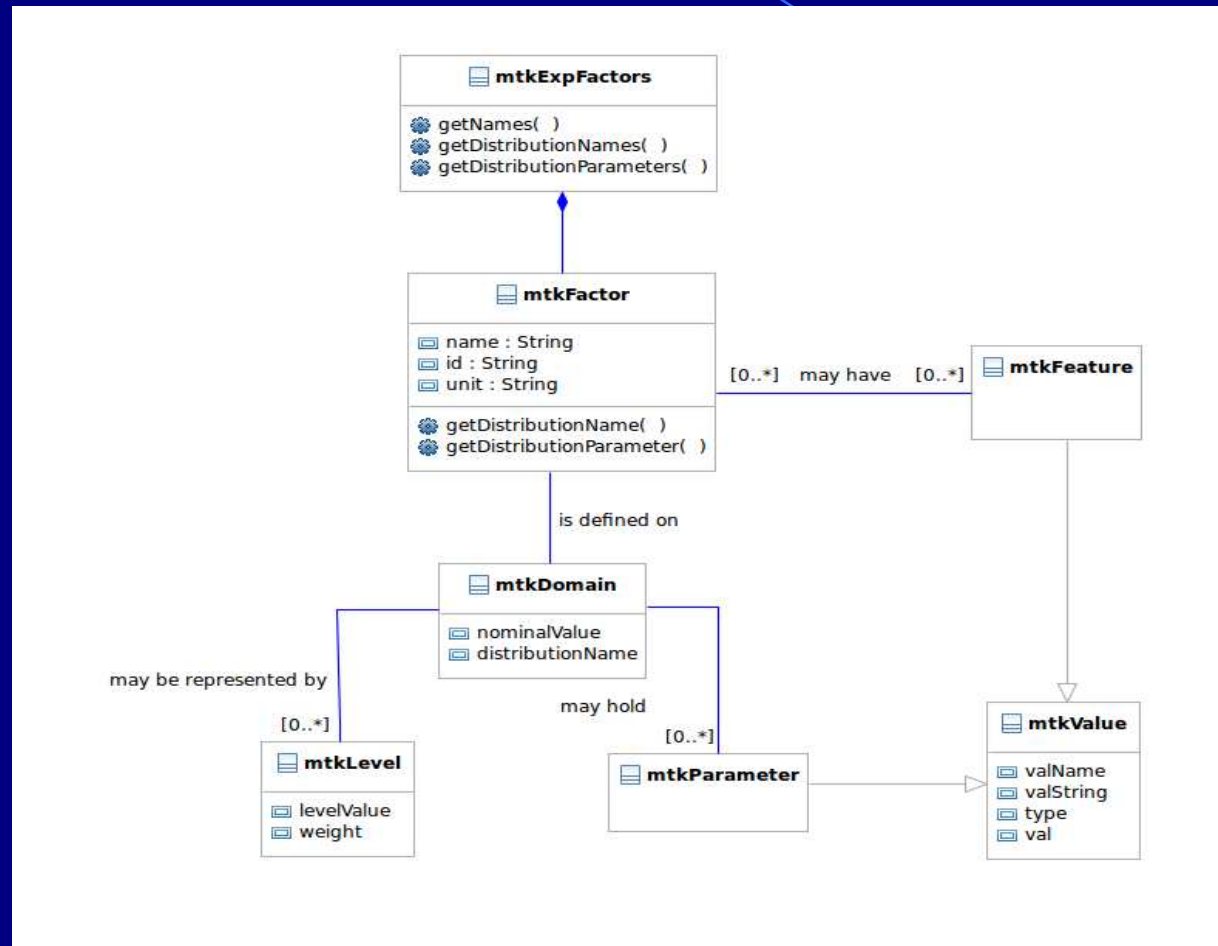 mtkExpFactors
getNames( )
getDistributionNames( )
getDistributionParameters( )
mtkFactor
name : String
id : String
unit : String
getDistributionName( )
getDistributionParameter( )
[0..*] may have [0..*]
mtkFeature
is defined on
mtkDomain
nominalValue
distributionName
may be represented by
[0..*]
may hold
[0..*]
mtkLevel
levelValue
weight
mtkParameter
mtkValue
valName
valString
type
val